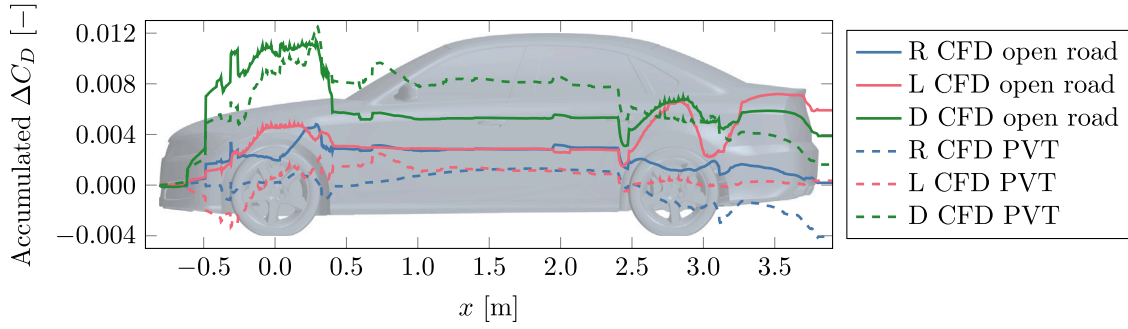 Accumulated ΔC_D [−]
0.012
0.008
0.004
0.000
−0.004
−0.5 0.0 0.5 1.0 1.5 2.0 2.5 3.0 3.5
x [m]
R CFD open road
L CFD open road
D CFD open road
R CFD PVT
L CFD PVT
D CFD PVT